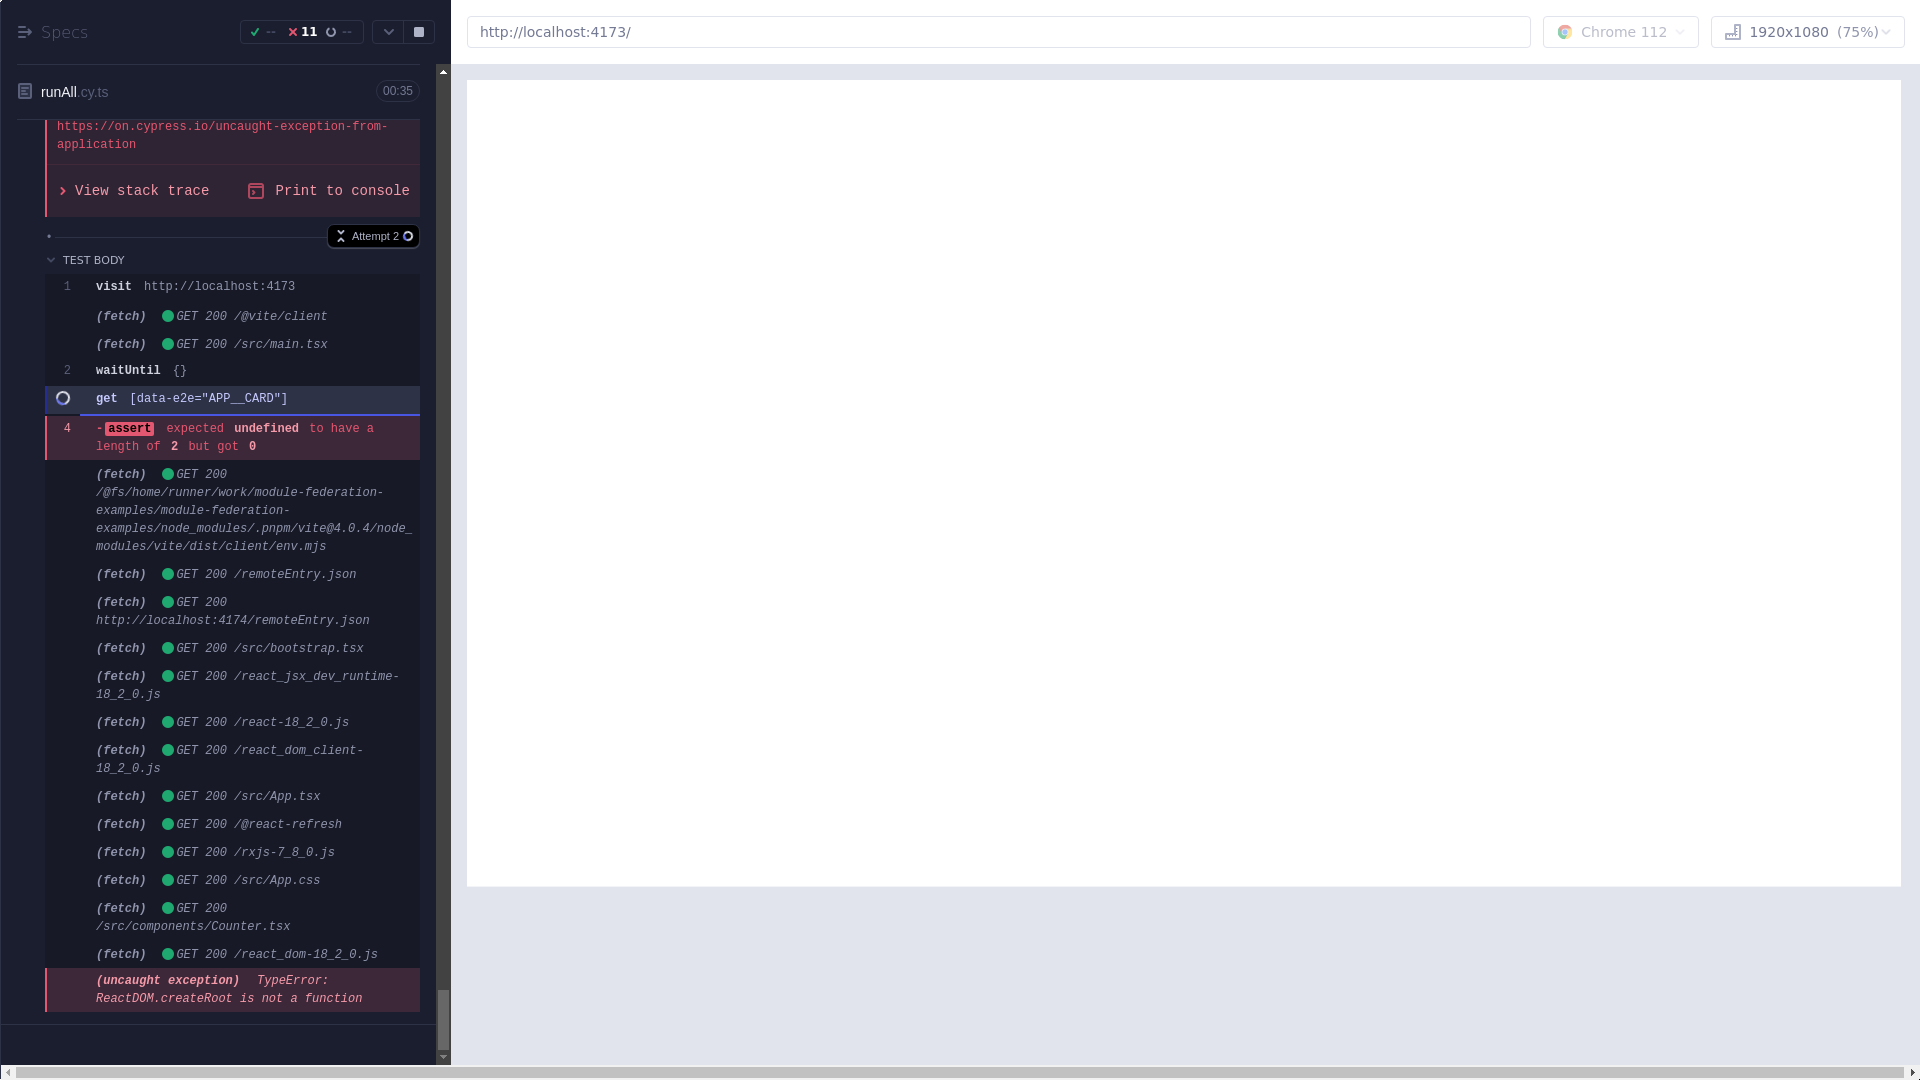 Specs
-- 11 --
http://localhost:4173/
Chrome 112
1920x1080 (75%)
runAll.cy.ts
00:35
https://on.cypress.io/uncaught-exception-from-
application
View stack trace
Print to console
Attempt 2
TEST BODY
1 visit http://localhost:4173
(fetch) GET 200 /@vite/client
(fetch) GET 200 /src/main.tsx
2 waitUntil {}
get [data-e2e="APP__CARD"]
4 -assert expected undefined to have a
length of 2 but got 0
(fetch) GET 200
/@fs/home/runner/work/module-federation-
examples/module-federation-
examples/node_modules/.pnpm/vite@4.0.4/node_
modules/vite/dist/client/env.mjs
(fetch) GET 200 /remoteEntry.json
(fetch) GET 200
http://localhost:4174/remoteEntry.json
(fetch) GET 200 /src/bootstrap.tsx
(fetch) GET 200 /react_jsx_dev_runtime-
18_2_0.js
(fetch) GET 200 /react-18_2_0.js
(fetch) GET 200 /react_dom_client-
18_2_0.js
(fetch) GET 200 /src/App.tsx
(fetch) GET 200 /@react-refresh
(fetch) GET 200 /rxjs-7_8_0.js
(fetch) GET 200 /src/App.css
(fetch) GET 200
/src/components/Counter.tsx
(fetch) GET 200 /react_dom-18_2_0.js
(uncaught exception) TypeError:
ReactDOM.createRoot is not a function